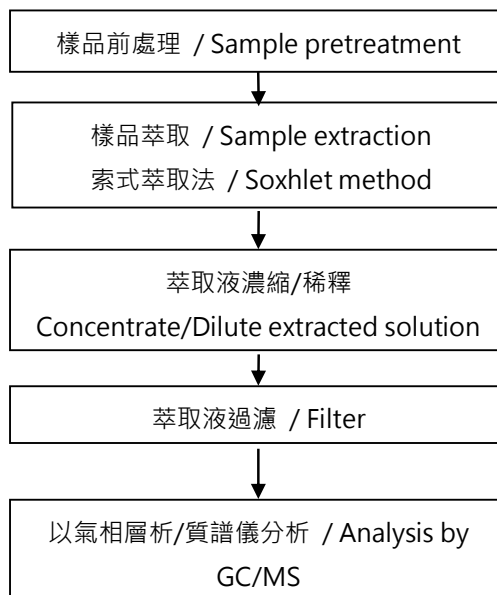 樣品前處理 / Sample pretreatment
樣品萃取 / Sample extraction
索式萃取法 / Soxhlet method
萃取液濃縮/稀釋
Concentrate/Dilute extracted solution
萃取液過濾 / Filter
以氣相層析/質譜儀分析 / Analysis by
GC/MS